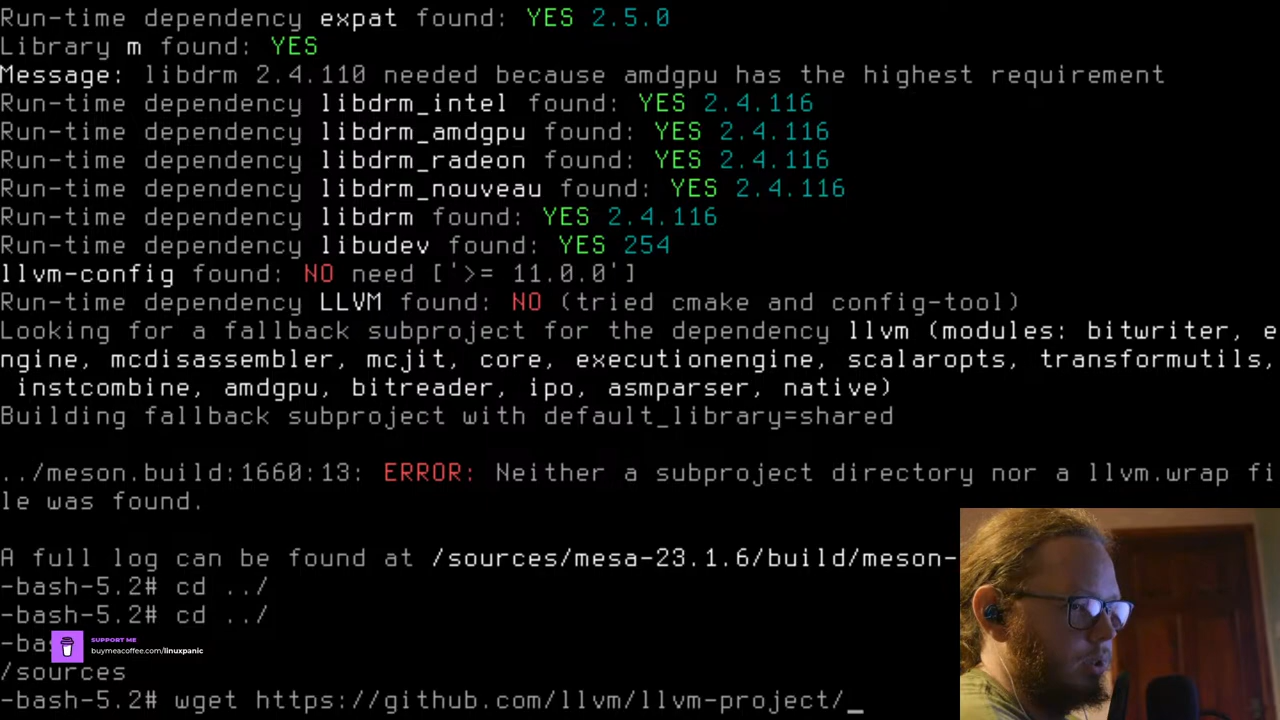 Run-time dependency expat found: YES 2.5.0
Library m found: YES
Message: libdrm 2.4.110 needed because amdgpu has the highest requirement
Run-time dependency libdrm_intel found: YES 2.4.116
Run-time dependency libdrm_amdgpu found: YES 2.4.116
Run-time dependency libdrm_radeon found: YES 2.4.116
Run-time dependency libdrm_nouveau found: YES 2.4.116
Run-time dependency libdrm found: YES 2.4.116
Run-time dependency libudev found: YES 254
llvm-config found: NO need ['>= 11.0.0']
Run-time dependency LLVM found: NO (tried cmake and config-tool)
Looking for a fallback subproject for the dependency llvm (modules: bitwriter, e
ngine, mcdisassembler, mcjit, core, executionengine, scalaropts, transformutils,
instcombine, amdgpu, bitreader, ipo, asmparser, native)
Building fallback subproject with default_library=shared
../meson.build:1660:13: ERROR: Neither a subproject directory nor a llvm.wrap fi
le was found.
A full log can be found at /sources/mesa-23.1.6/build/meson-
-bash-5.2# cd ../
-bash-5.2# cd ../
-ba
SUPPORT ME
buymeacoffee.com/linuxpanic
/sources
-bash-5.2# wget https://github.com/llvm/llvm-project/_